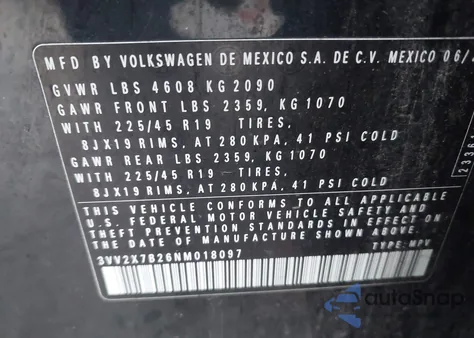 MFD BY VOLKSWAGEN DE MEXICO S.A. DE C.V. MEXICO 06/
GVWR LBS 4608 KG 2090
GAWR FRONT LBS 2359, KG 1070
WITH 225/45 R19 TIRES,
8JX19 RIMS, AT 280 KPA, 41 PSI COLD
GAWR REAR LBS 2359, KG 1070
WITH 225/45 R19 TIRES,
8JX19 RIMS, AT 280 KPA, 41 PSI COLD
THIS VEHICLE CONFORMS TO ALL APPLICABLE
U.S. FEDERAL MOTOR VEHICLE SAFETY AND
THEFT PREVENTION STANDARDS IN EFFECT ON
THE DATE OF MANUFACTURE SHOWN ABOVE.
3VV2X7B26NM018097 TYPE: MPV
2336
autoSnap